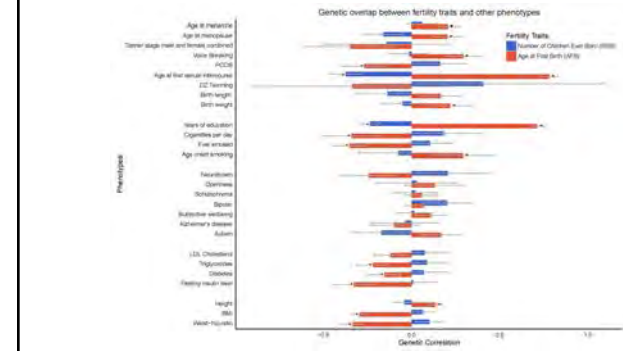 Genetic overlap between fertility traits and other phenotypes
Age at menarche
Age at menopause
Tanner stage male and female combined
Voice Breaking
PCOS
Age at first sexual intercourse
DZ Twinning
Birth length
Birth weight
Years of education
Cigarettes per day
Ever smoked
Age onset smoking
Neuroticism
Openness
Schizophrenia
Bipolar
Subjective wellbeing
Alzheimer's disease
Autism
LDL Cholesterol
Triglycerides
Diabetes
Fasting insulin
Height
BMI
Phenotypes
Fertility Traits
Number of Children Ever Born (NEB)
Age at First Birth (AFB)
-0.5
0.0
0.5
1.0
Genetic Correlation